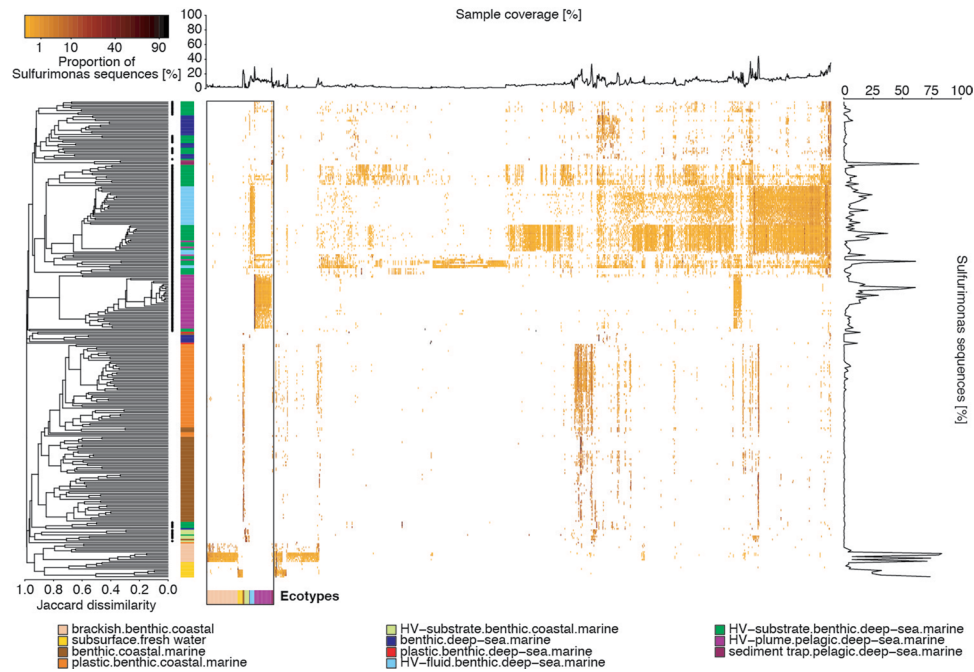 Sample coverage [%]
100
80
60
40
20
0
1 10 40 90
Proportion of
Sulfurimonas sequences [%]
0 25 50 75 100
Sulfurimonas sequences [%]
1.0 0.8 0.6 0.4 0.2 0.0
Jaccard dissimilarity
Ecotypes
brackish.benthic.coastal
subsurface.fresh water
benthic.coastal.marine
plastic.benthic.coastal.marine
HV-substrate.benthic.coastal.marine
benthic.deep-sea.marine
plastic.benthic.deep-sea.marine
HV-fluid.benthic.deep-sea.marine
HV-substrate.benthic.deep-sea.marine
HV-plume.pelagic.deep-sea.marine
sediment trap.pelagic.deep-sea.marine